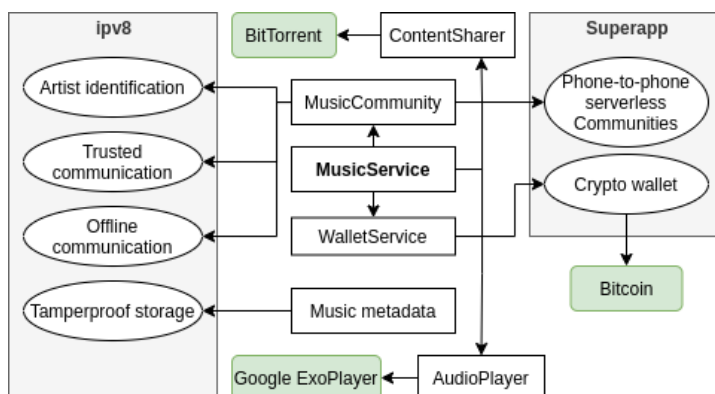 ipv8
BitTorrent
ContentSharer
Superapp
Artist identification
MusicCommunity
Phone-to-phone
serverless
Communities
Trusted
communication
MusicService
Crypto wallet
Offline
communication
WalletService
Tamperproof storage
Music metadata
Bitcoin
Google ExoPlayer
AudioPlayer